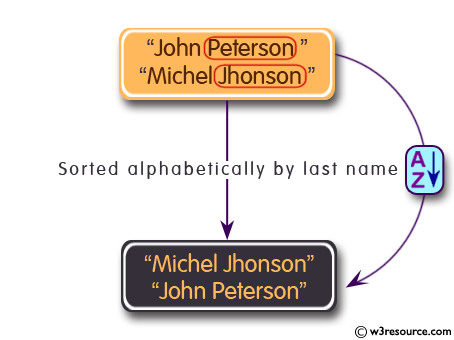 “John Peterson ”
“Michel Jhonson ”
Sorted alphabetically by last name
A
Z
“Michel Jhonson”
“John Peterson”
© w3resource.com